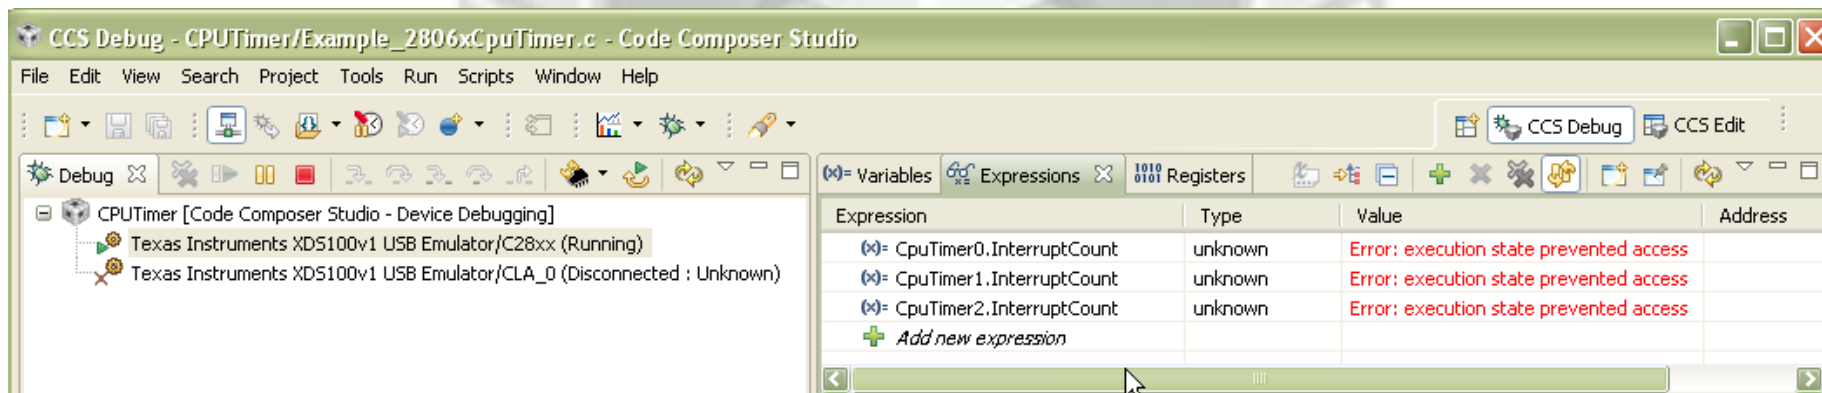 CCS Debug - CPUTimer/Example_2806xCpuTimer.c - Code Composer Studio
File Edit View Search Project Tools Run Scripts Window Help
CCS Debug CCS Edit
Debug
(x)= Variables Expressions 1010 0101 Registers
CPUTimer [Code Composer Studio - Device Debugging]
Texas Instruments XDS100v1 USB Emulator/C28xx (Running)
Texas Instruments XDS100v1 USB Emulator/CLA_0 (Disconnected : Unknown)
Expression Type Value Address
(x)= CpuTimer0.InterruptCount unknown Error: execution state prevented access
(x)= CpuTimer1.InterruptCount unknown Error: execution state prevented access
(x)= CpuTimer2.InterruptCount unknown Error: execution state prevented access
Add new expression